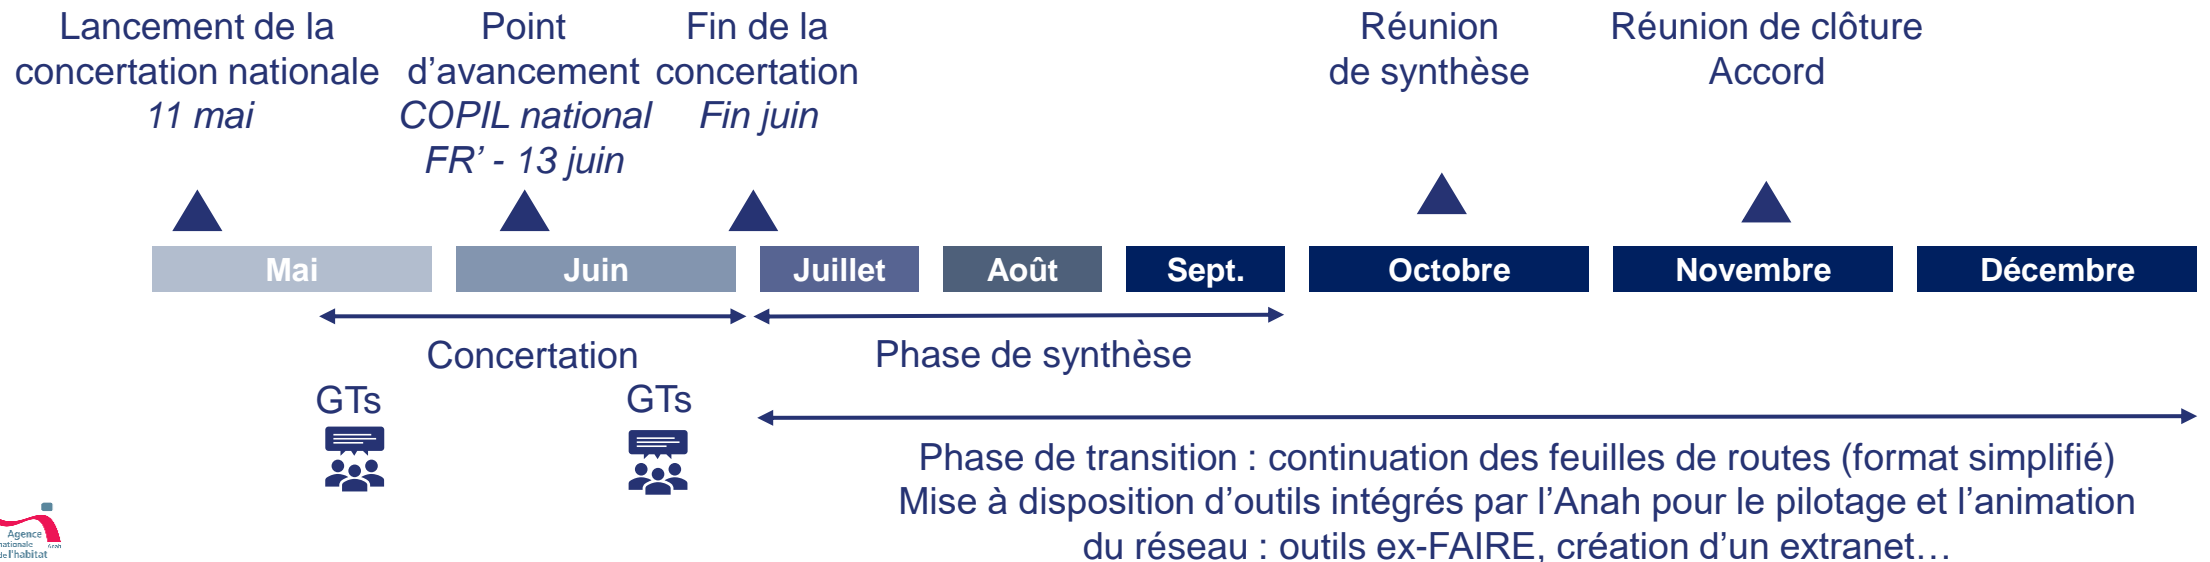 Lancement de la
concertation nationale
11 mai
Point
d’avancement
COPIL national
FR’ - 13 juin
Fin de la
concertation
Fin juin
Réunion
de synthèse
Réunion de clôture
Accord
Mai
Juin
Juillet
Août
Sept.
Octobre
Novembre
Décembre
Concertation
Phase de synthèse
GTs
GTs
Phase de transition : continuation des feuilles de routes (format simplifié)
Mise à disposition d’outils intégrés par l’Anah pour le pilotage et l’animation
du réseau : outils ex-FAIRE, création d’un extranet…
Agence
nationale
de l'habitat
Anah